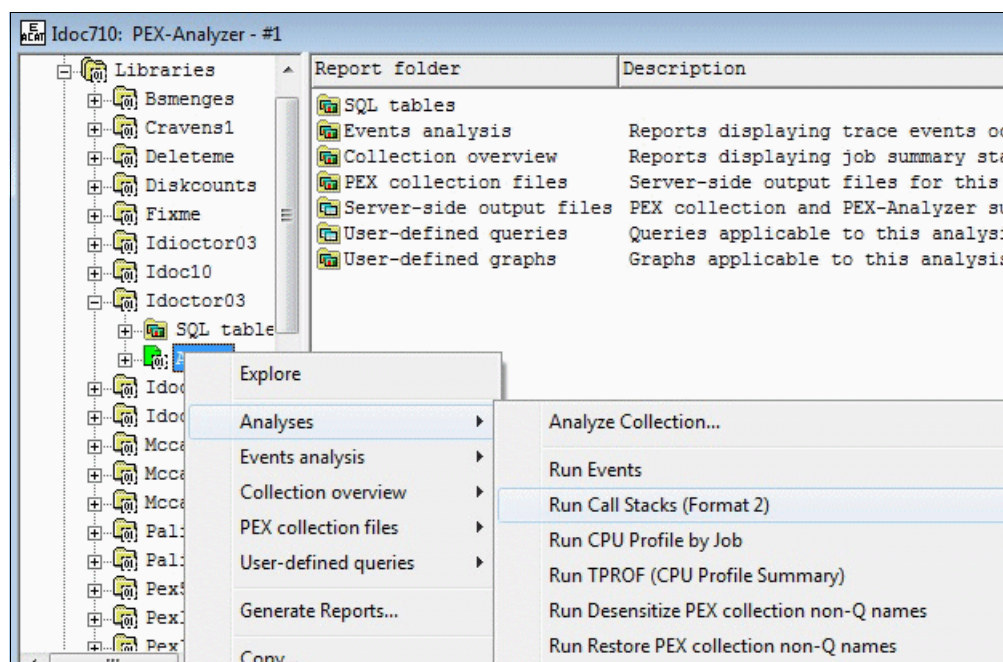 Idoc710: PEX-Analyzer - #1
Libraries
Bsmenges
Cravens1
Deleteme
Diskcounts
Fixme
Idioctor03
Idoc10
Idoctor03
SQL table
Report folder Description
SQL tables
Events analysis Reports displaying trace events
Collection overview Reports displaying job summary
PEX collection files Server-side output files for this
Server-side output files PEX collection and PEX-Analyzer
User-defined queries Queries applicable to this
User-defined graphs Graphs applicable to this
Explore
Analyses
Events analysis
Collection overview
PEX collection files
User-defined queries
Generate Reports...
Copy...
Analyze Collection...
Run Events
Run Call Stacks (Format 2)
Run CPU Profile by Job
Run TPROF (CPU Profile Summary)
Run Desensitize PEX collection non-Q names
Run Restore PEX collection non-Q names